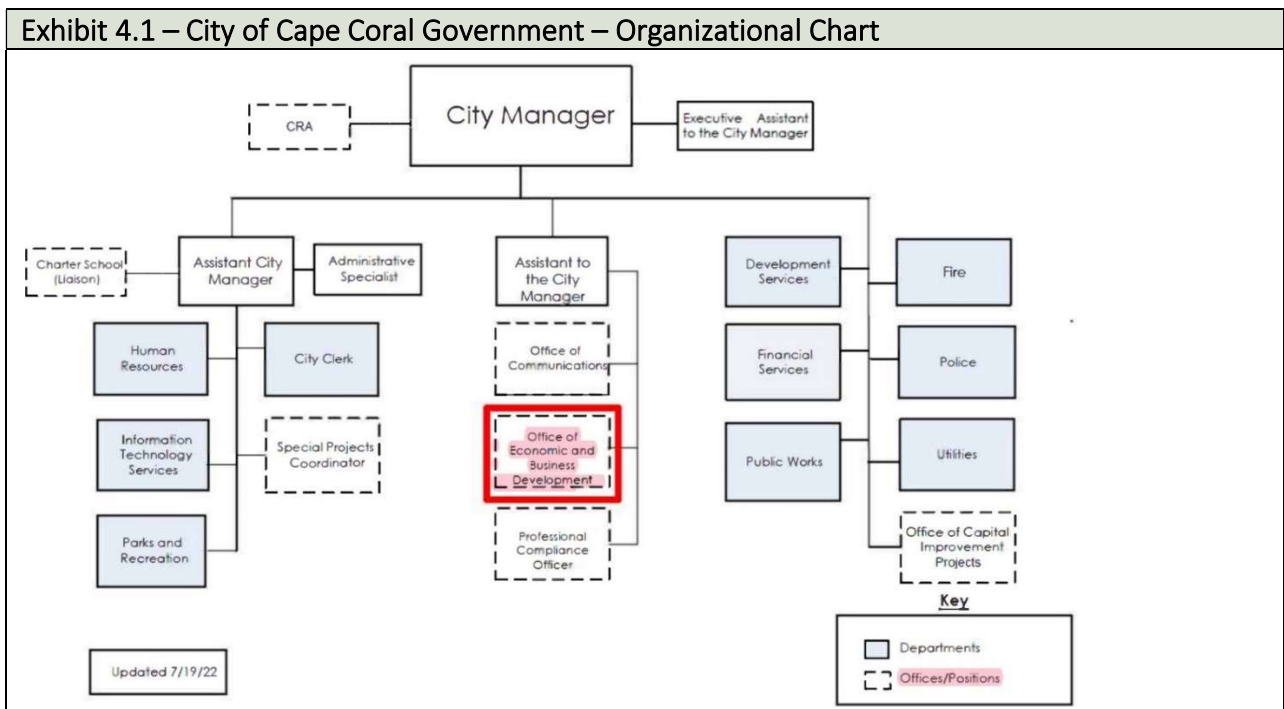 Exhibit 4.1 – City of Cape Coral Government – Organizational Chart
City Manager
CRA
Executive Assistant
to the City Manager
Charter School
(Liaison)
Assistant City
Manager
Administrative
Specialist
Assistant to
the City
Manager
Development
Services
Fire
Human
Resources
City Clerk
Office of
Communications
Financial
Services
Police
Information
Technology
Services
Special Projects
Coordinator
Office of
Economic and
Business
Development
Public Works
Utilities
Parks and
Recreation
Professional
Compliance
Officer
Office of Capital
Improvement
Projects
Key
Departments
Offices/Positions
Updated 7/19/22